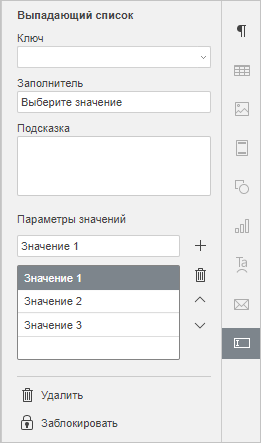 Выпадающий список
Ключ
Заполнитель
Выберите значение
Подсказка
Параметры значений
Значение 1
Значение 1
Значение 2
Значение 3
Удалить
Заблокировать
Ta